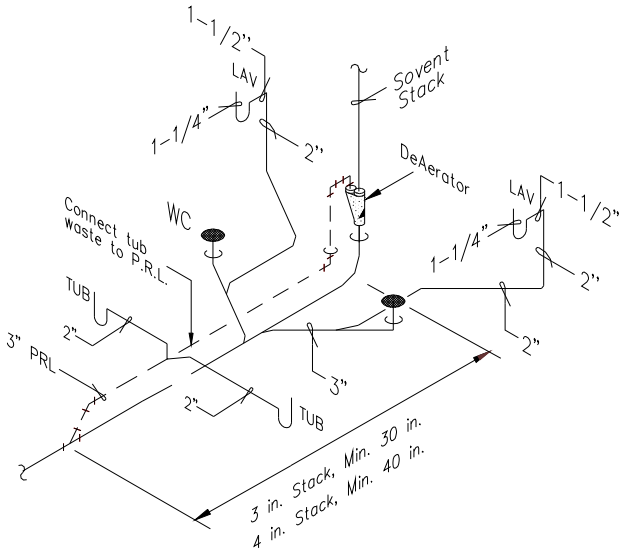 1-1/2''
LAV
1-1/4"
2''
Sovent
Stack
DeAerator
LAV
1-1/2"
1-1/4"
2''
2"
WC
Connect tub
waste to P.R.L.
TUB
2"
3" PRL
2"
TUB
3"
3 in. Stack, Min. 30 in.
4 in. Stack, Min. 40 in.